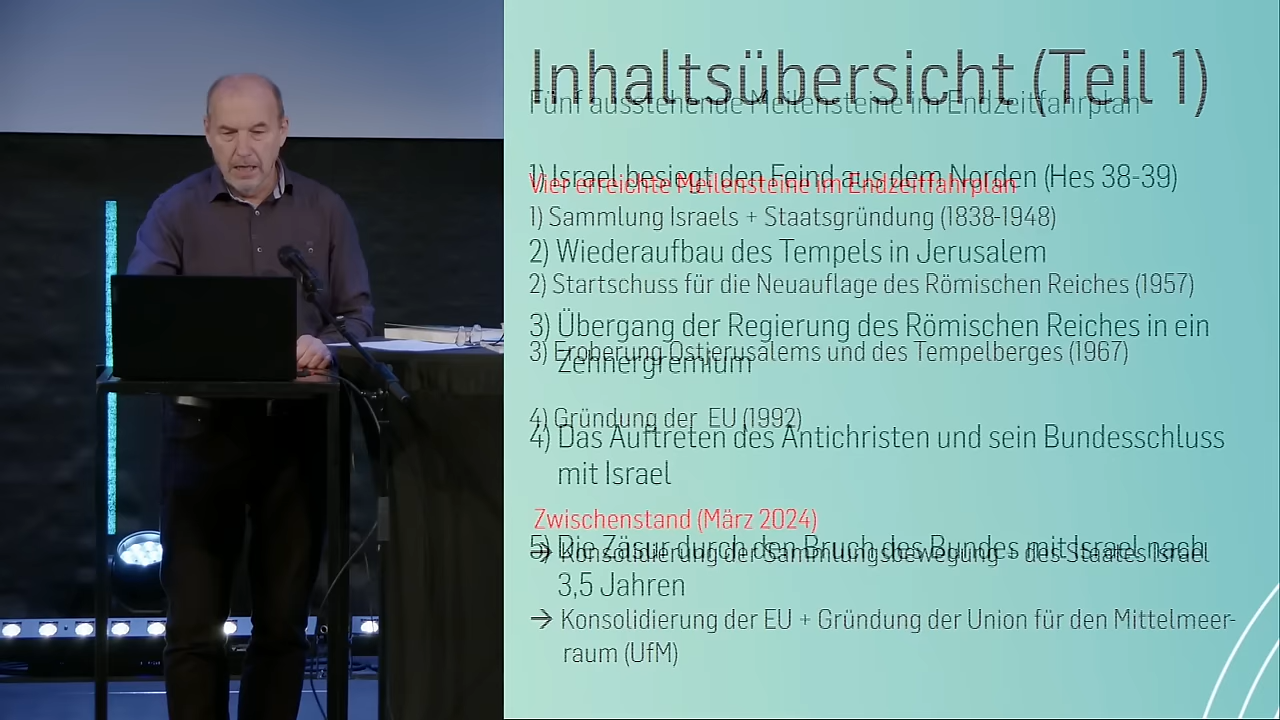 Inhaltsübersicht (Teil 1)
Fünf ausstehende Meilensteine im Endzeitfahrplan
1) Israel besiegt den Feind aus dem Norden (Hes 38-39)
Vier erreichte Meilensteine im Endzeitfahrplan
1) Sammlung Israels + Staatsgründung (1838-1948)
2) Wiederaufbau des Tempels in Jerusalem
2) Startschuss für die Neuauflage des Römischen Reiches (1957)
3) Übergang der Regierung des Römischen Reiches in ein
3) Eroberung Ostjerusalems und des Tempelberges (1967)
Zehnergremium
4) Gründung der EU (1992)
4) Das Auftreten des Antichristen und sein Bundesschluss
mit Israel
Zwischenstand (März 2024)
5) Die Zäsur durch den Bruch des Bundes mit Israel nach
→ Konsolidierung der Sammlungsbewegung + des Staates Israel
3,5 Jahren
→ Konsolidierung der EU + Gründung der Union für den Mittelmeer-
raum (UfM)